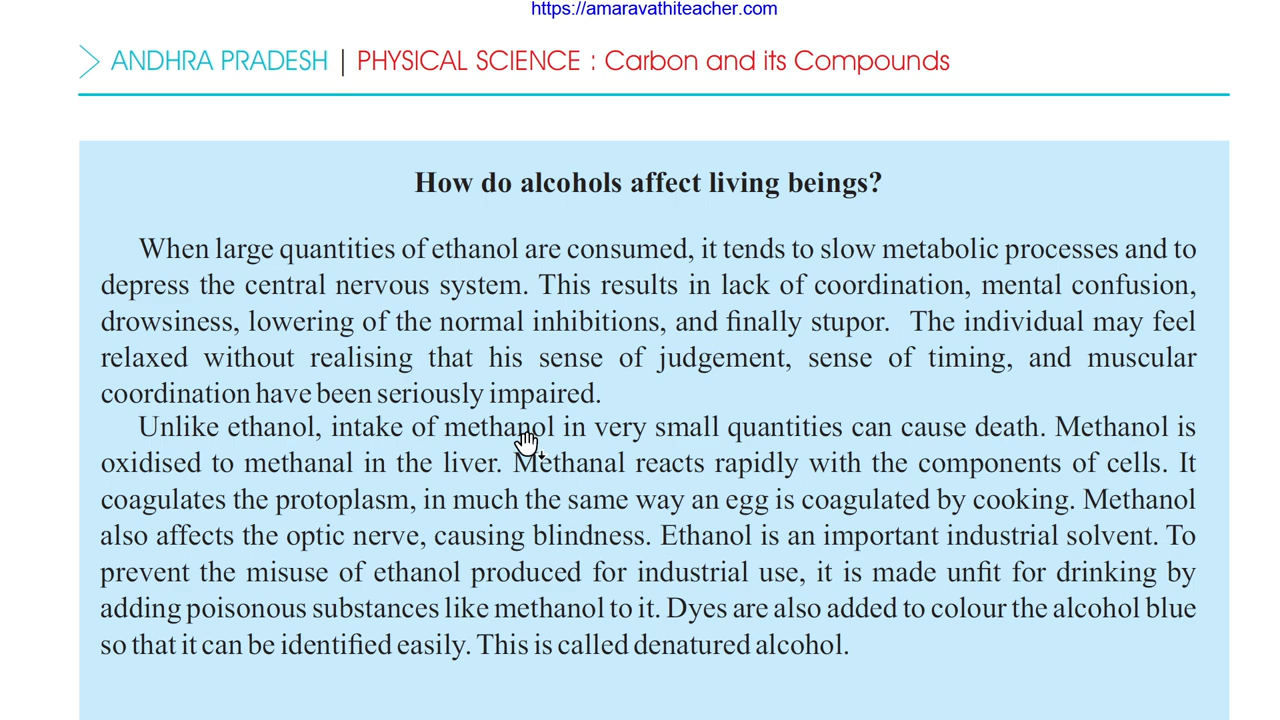 https://amaravathiteacher.com
ANDHRA PRADESH | PHYSICAL SCIENCE : Carbon and its Compounds
How do alcohols affect living beings?
When large quantities of ethanol are consumed, it tends to slow metabolic processes and to
depress the central nervous system. This results in lack of coordination, mental confusion,
drowsiness, lowering of the normal inhibitions, and finally stupor. The individual may feel
relaxed without realising that his sense of judgement, sense of timing, and muscular
coordination have been seriously impaired.
Unlike ethanol, intake of methanol in very small quantities can cause death. Methanol is
oxidised to methanal in the liver. Methanal reacts rapidly with the components of cells. It
coagulates the protoplasm, in much the same way an egg is coagulated by cooking. Methanol
also affects the optic nerve, causing blindness. Ethanol is an important industrial solvent. To
prevent the misuse of ethanol produced for industrial use, it is made unfit for drinking by
adding poisonous substances like methanol to it. Dyes are also added to colour the alcohol blue
so that it can be identified easily. This is called denatured alcohol.